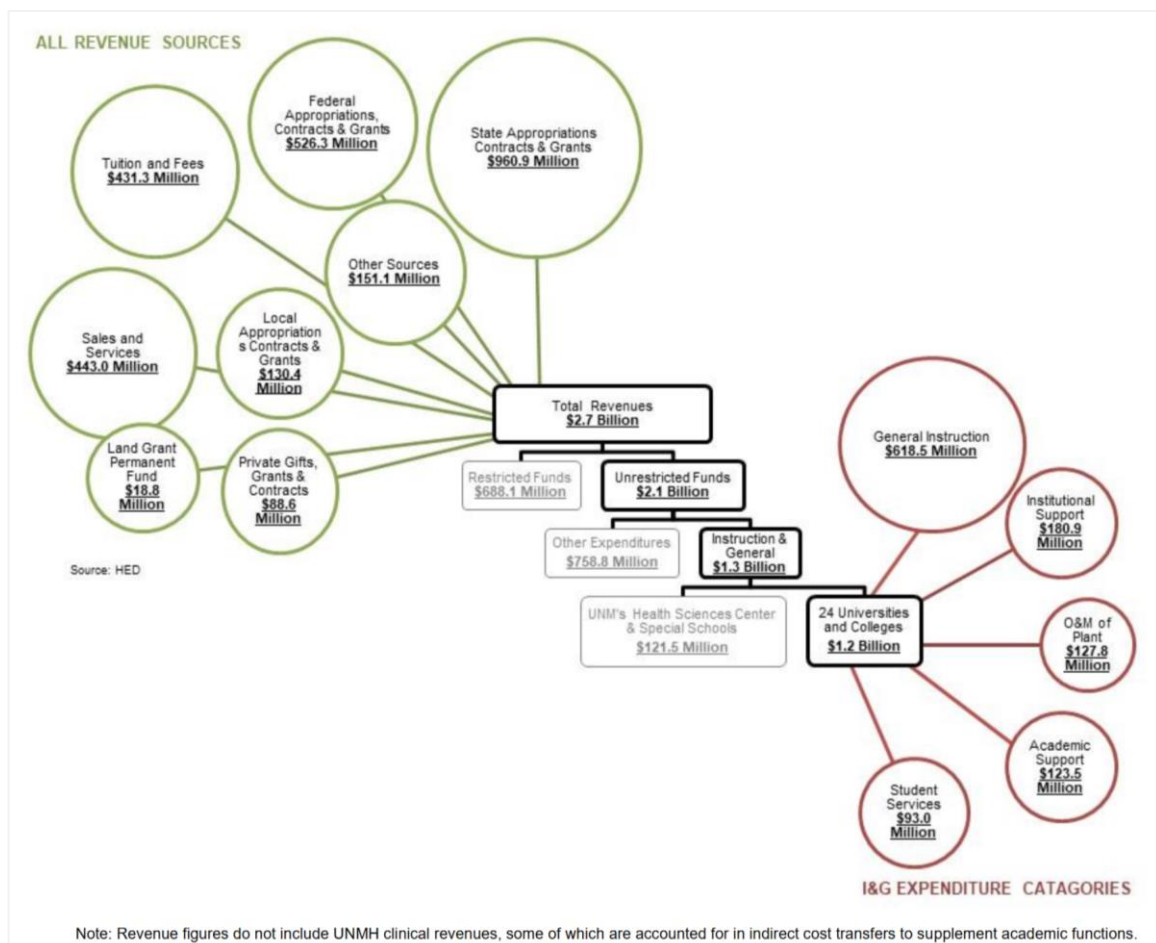 ALL REVENUE SOURCES
Federal
Appropriations,
Contracts & Grants
$526.3 Million
State Appropriations
Contracts & Grants
$960.9 Million
Tuition and Fees
$431.3 Million
Other Sources
$151.1 Million
Sales and
Services
$443.0 Million
Local
Appropriation
s Contracts &
Grants
$130.4
Million
Land Grant
Permanent
Fund
$18.8
Million
Private Gifts,
Grants &
Contracts
$88.6
Million
Source: HED
Total Revenues
$2.7 Billion
Restricted Funds
$688.1 Million
Unrestricted Funds
$2.1 Billion
Other Expenditures
$758.8 Million
Instruction &
General
$1.3 Billion
UNM's Health Sciences Center
& Special Schools
$121.5 Million
24 Universities
and Colleges
$1.2 Billion
General Instruction
$618.5 Million
Institutional
Support
$180.9
Million
O&M of
Plant
$127.8
Million
Academic
Support
$123.5
Million
Student
Services
$93.0
Million
I&G EXPENDITURE CATAGORIES
Note: Revenue figures do not include UNMH clinical revenues, some of which are accounted for in indirect cost transfers to supplement academic functions.